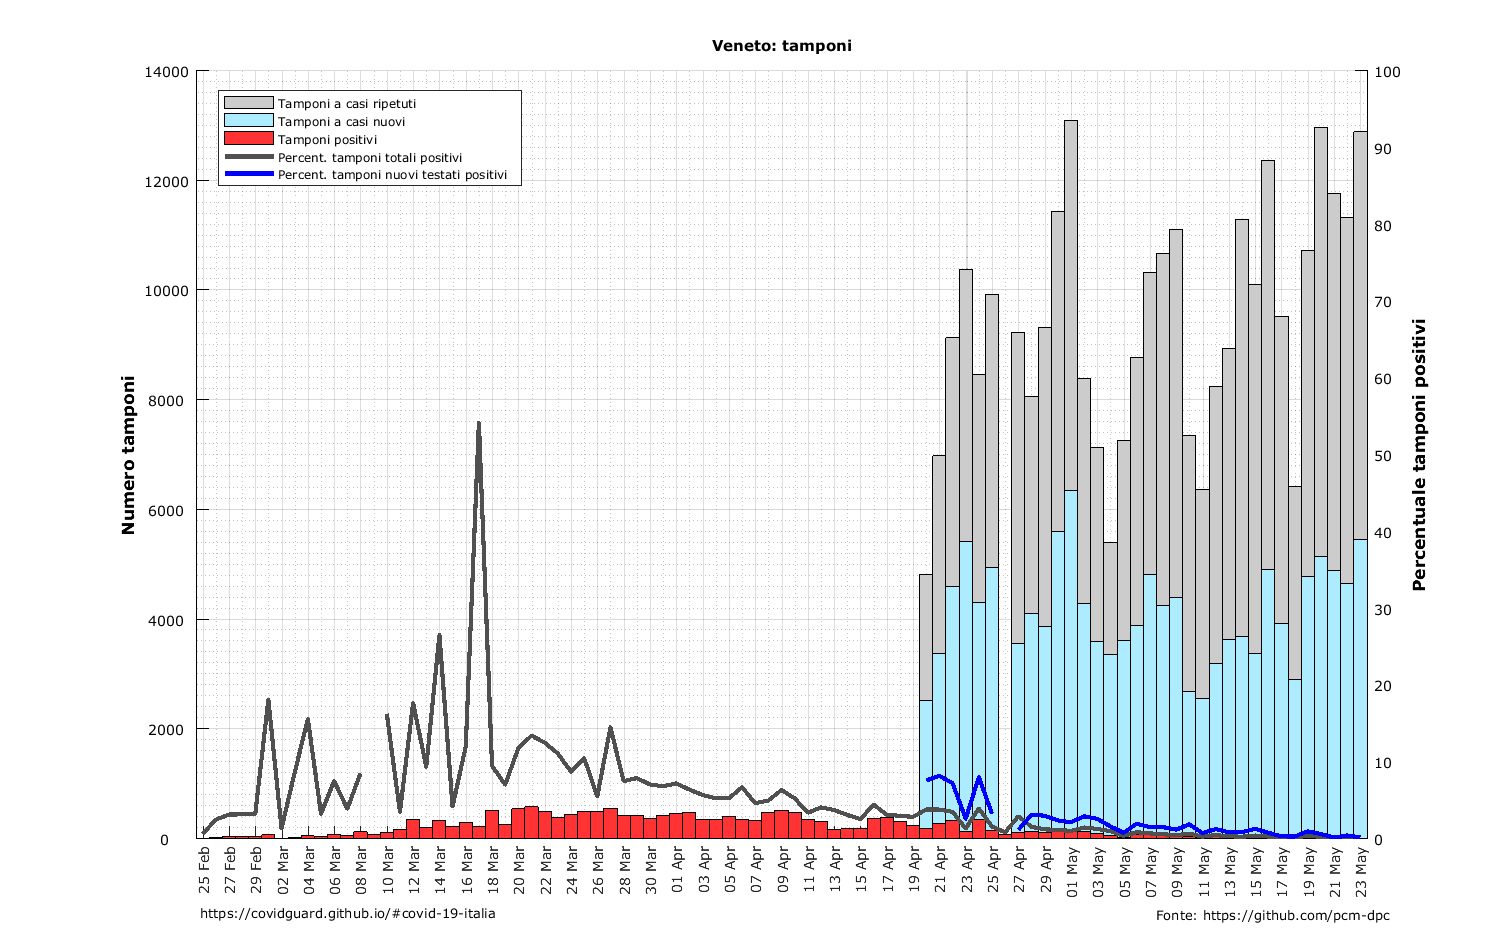 Veneto: tamponi
14000
12000
10000
8000
6000
4000
2000
0
Numero tamponi
Tamponi a casi ripetuti
Tamponi a casi nuovi
Tamponi positivi
Percent. tamponi totali positivi
Percent. tamponi nuovi testati positivi
100
90
80
70
60
50
40
30
20
10
0
Percentuale tamponi positivi
25 Feb
27 Feb
29 Feb
02 Mar
04 Mar
06 Mar
08 Mar
10 Mar
12 Mar
14 Mar
16 Mar
18 Mar
20 Mar
22 Mar
24 Mar
26 Mar
28 Mar
30 Mar
01 Apr
03 Apr
05 Apr
07 Apr
09 Apr
11 Apr
13 Apr
15 Apr
17 Apr
19 Apr
21 Apr
23 Apr
25 Apr
27 Apr
29 Apr
01 May
03 May
05 May
07 May
09 May
11 May
13 May
15 May
17 May
19 May
21 May
23 May
https://covidguard.github.io/#covid-19-italia
Fonte: https://github.com/pcm-dpc